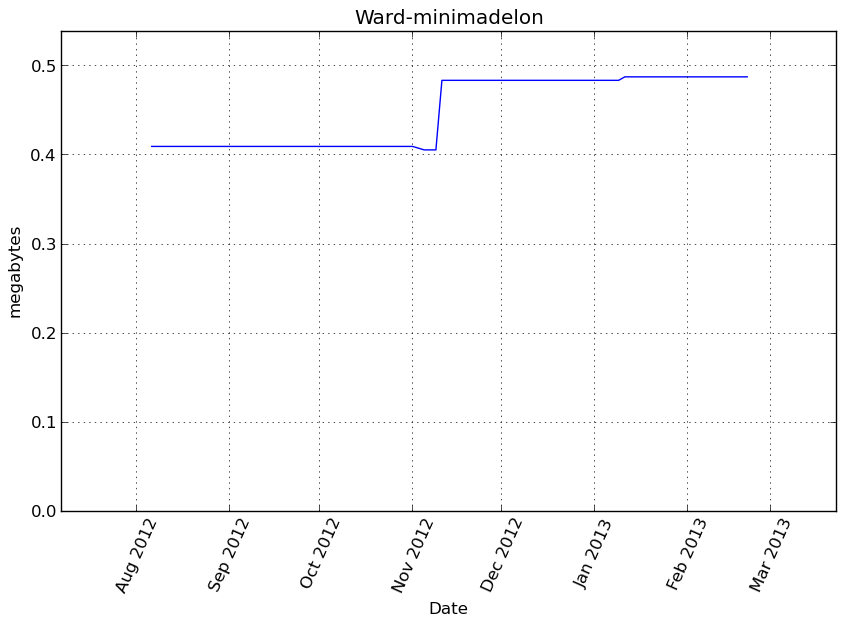 Ward-minimadelon
0.5
0.4
0.3
0.2
0.1
0.0
megabytes
Aug 2012
Sep 2012
Oct 2012
Nov 2012
Dec 2012
Jan 2013
Feb 2013
Mar 2013
Date